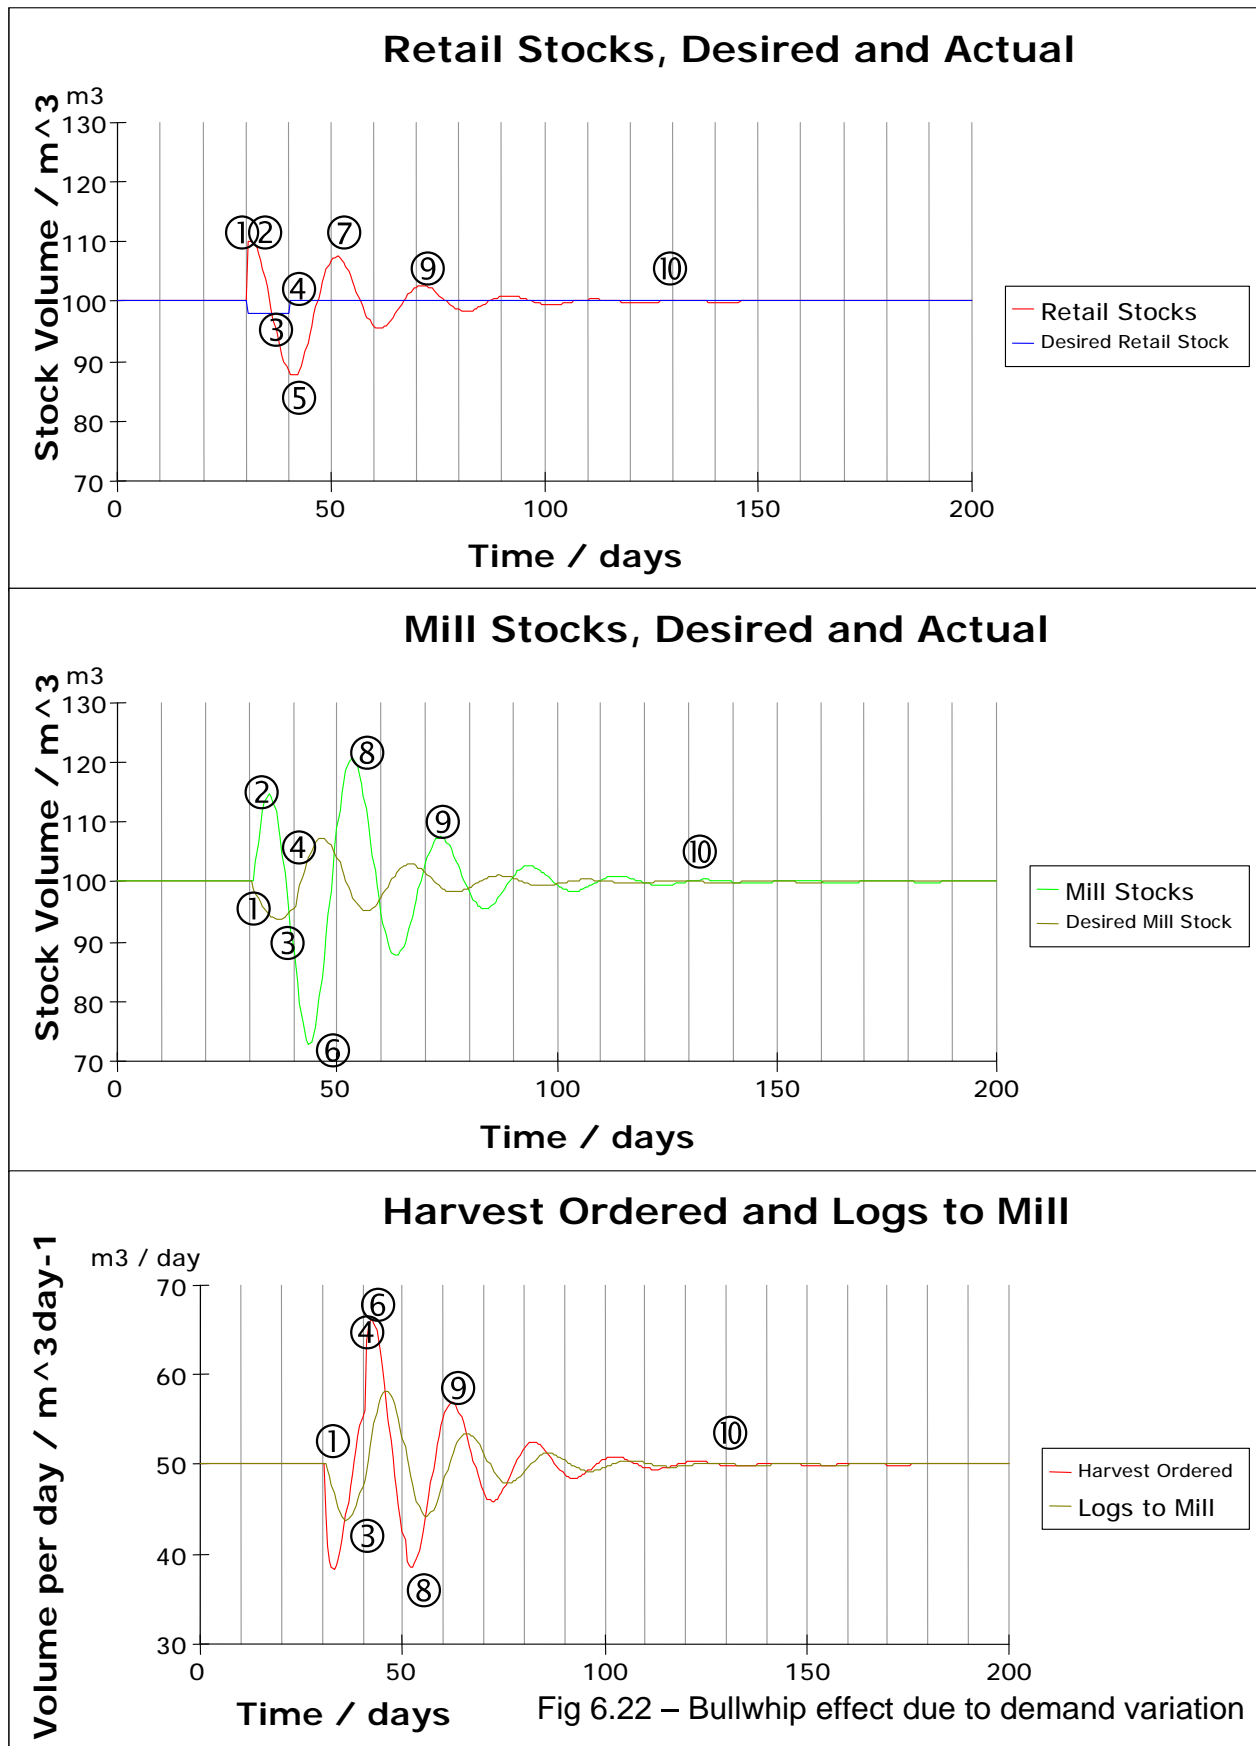 Retail Stocks, Desired and Actual
m3
Stock Volume / m^3
130
120
110
100
90
80
70
① ② ⑦ ⑨ ⑩ ④ ③ ⑤
0 50 100 150 200
Time / days
Retail Stocks
Desired Retail Stock
Mill Stocks, Desired and Actual
m3
Stock Volume / m^3
130
120
110
100
90
80
70
② ⑧ ④ ⑨ ⑩ ① ③ ⑥
0 50 100 150 200
Time / days
Mill Stocks
Desired Mill Stock
Harvest Ordered and Logs to Mill
m3 / day
Volume per day / m^3day-1
70
60
50
40
30
⑥ ④ ⑨ ① ⑩ ③ ⑧
0 50 100 150 200
Time / days
Harvest Ordered
Logs to Mill
Fig 6.22 – Bullwhip effect due to demand variation